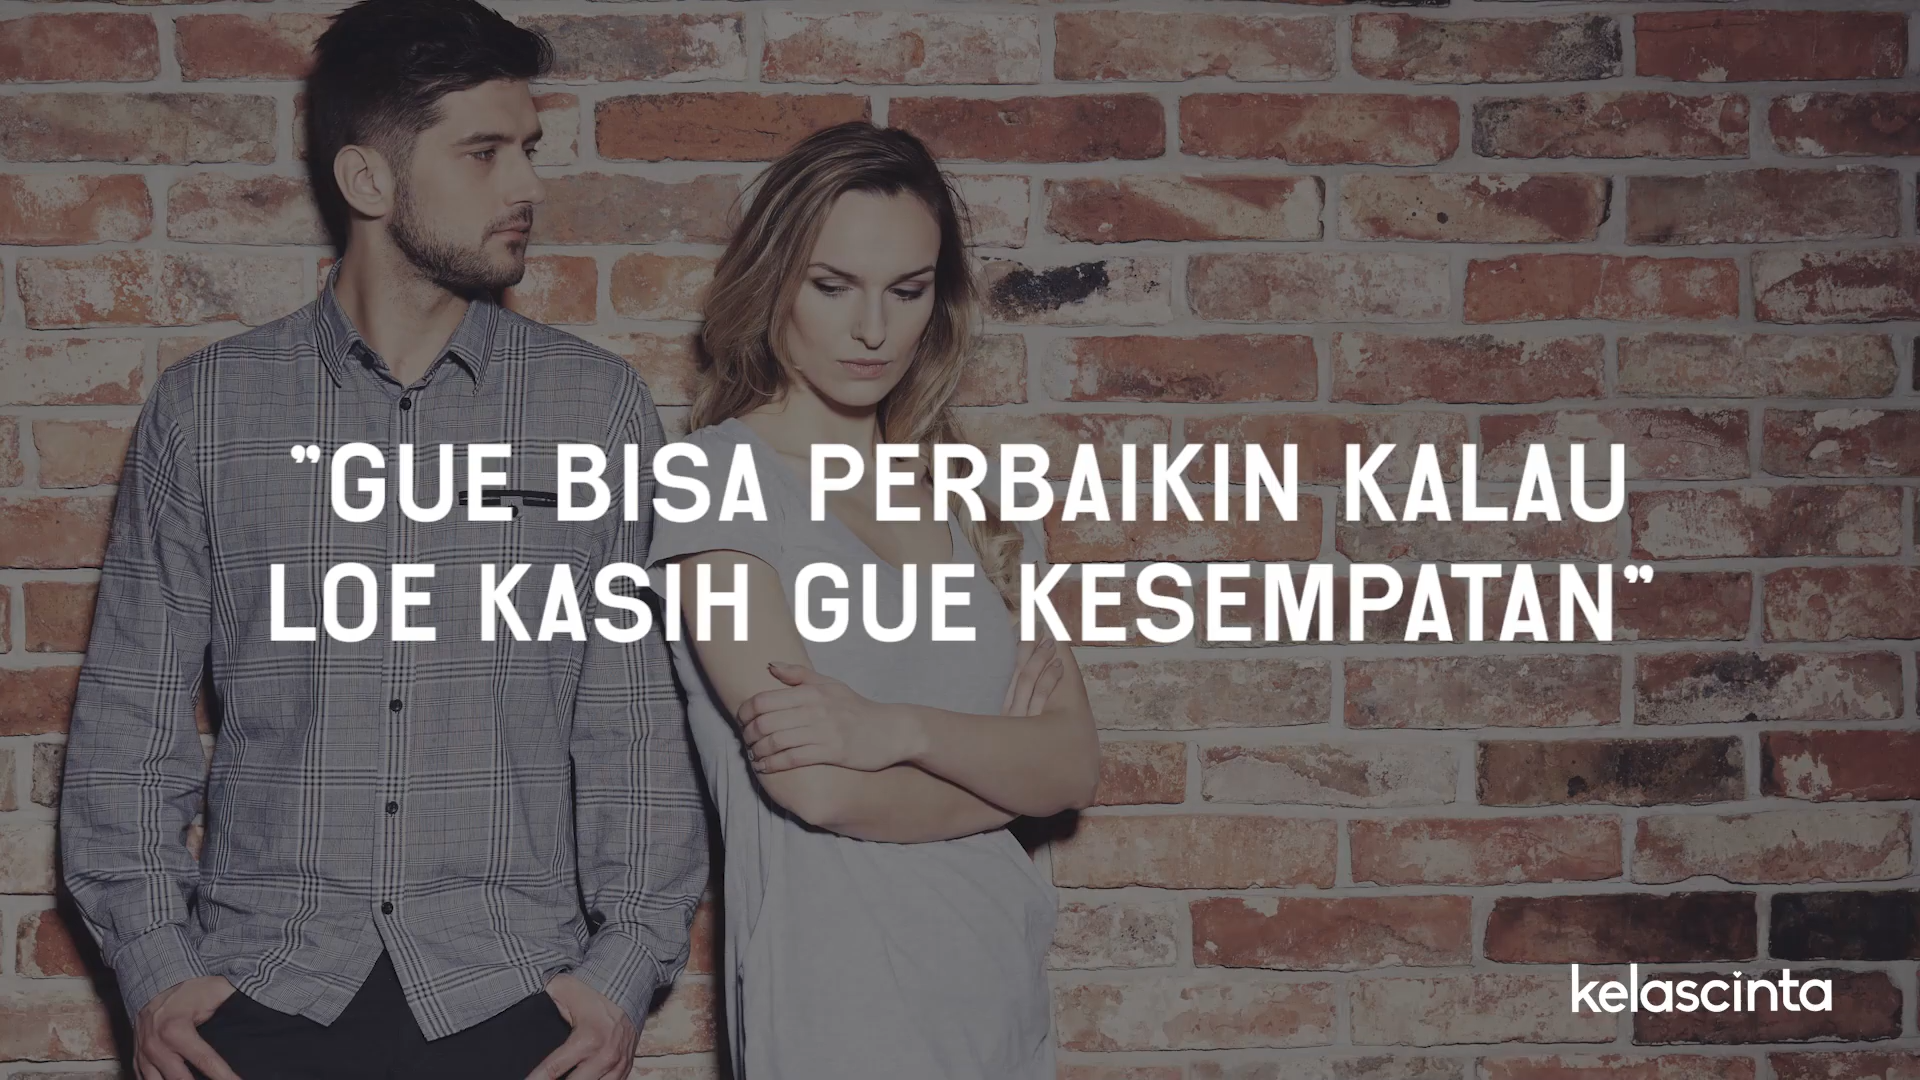 ”GUE BISA PERBAIKIN KALAU
LOE KASIH GUE KESEMPATAN”
kelascinta